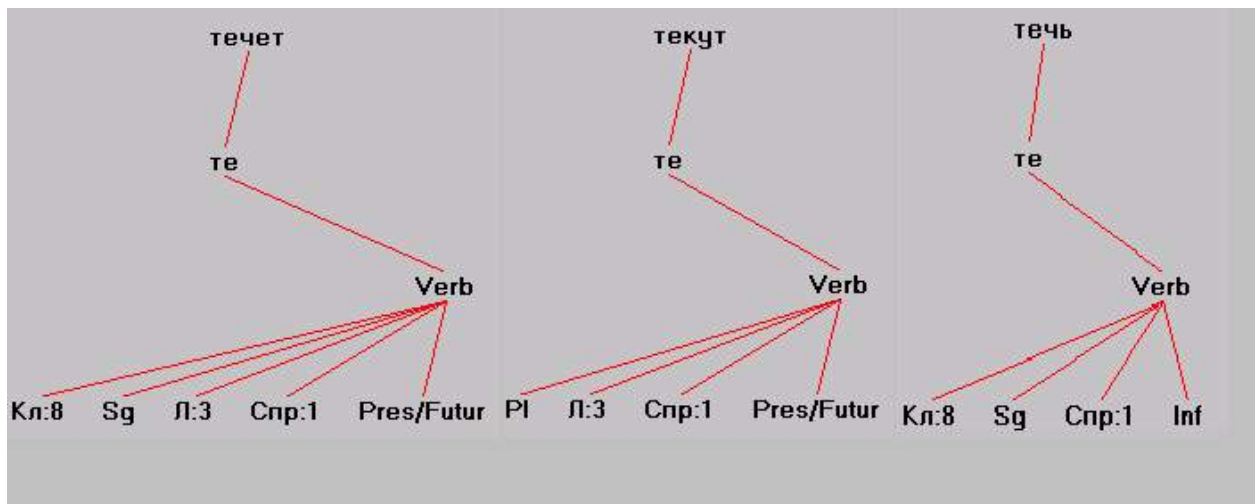 течет текут течь
те те те
Verb Verb Verb
Кл:8 Sg Л:3 Спр:1 Pres/Futur Pl Л:3 Спр:1 Pres/Futur Кл:8 Sg Спр:1 Inf